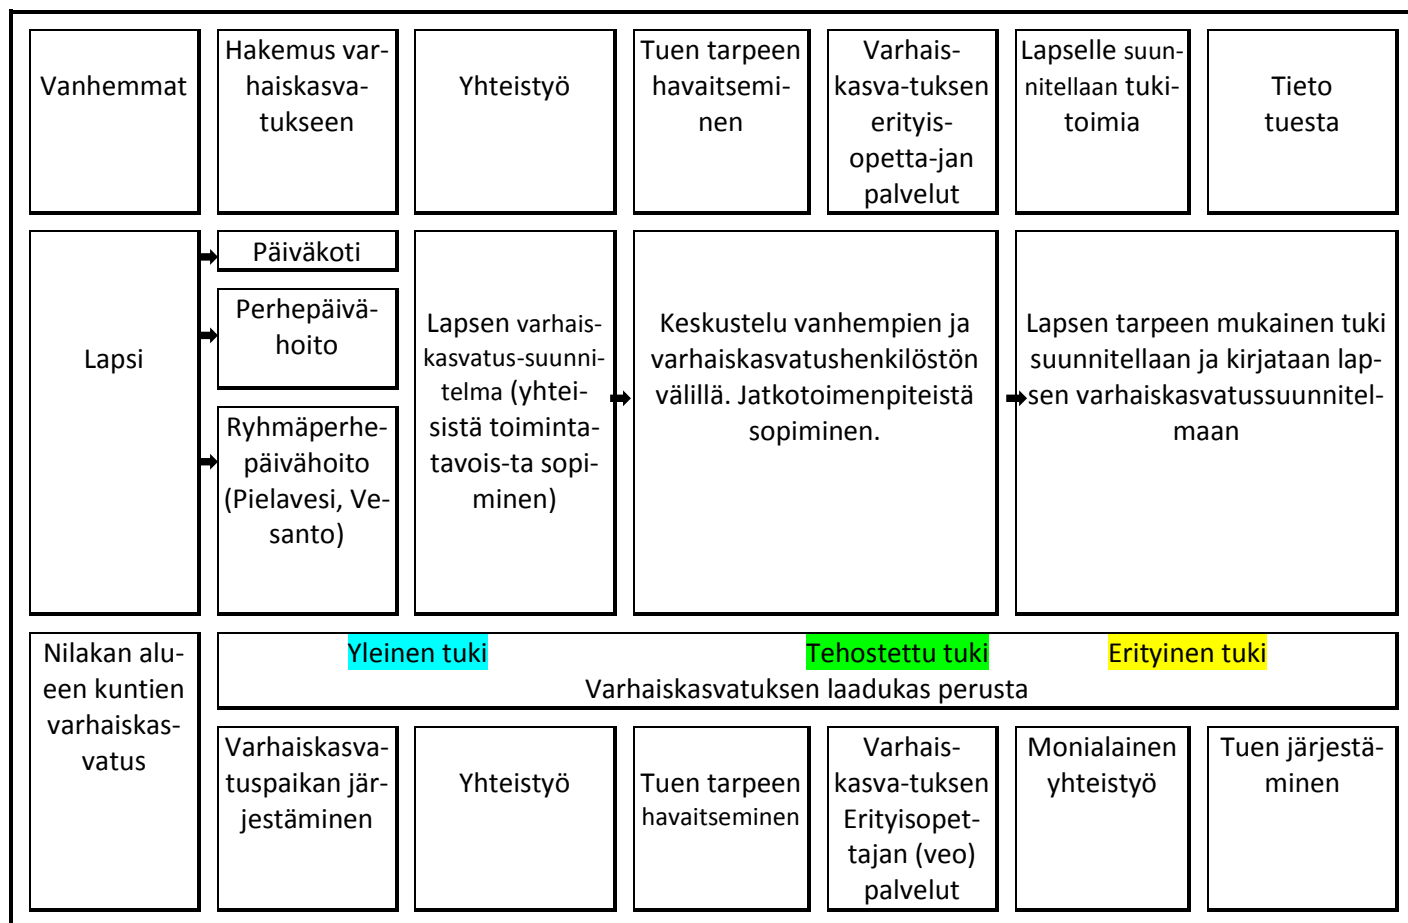 Vanhemmat
Hakemus var-
haiskasva-
tukseen
Yhteistyö
Tuen tarpeen
havaitsemi-
nen
Varhais-
kasva-tuksen
erityis-
opetta-jan
palvelut
Lapselle suun-
nitellaan tuki-
toimia
Tieto
tuesta
Lapsi
Päiväkoti
Perhepäivä-
hoito
Ryhmäperhe-
päivähoito
(Pielavesi, Ve-
santo)
Lapsen varhais-
kasvatus-suunni-
telma (yhtei-
sistä toiminta-
tavois-ta sopi-
minen)
Keskustelu vanhempien ja
varhaiskasvatushenkilöstön
välillä. Jatkotoimenpiteistä
sopiminen.
Lapsen tarpeen mukainen tuki
suunnitellaan ja kirjataan lap-
sen varhaiskasvatussuunnitel-
maan
Nilakan alu-
een kuntien
varhaiskas-
vatus
Yleinen tuki Tehostettu tuki Erityinen tuki
Varhaiskasvatuksen laadukas perusta
Varhaiskasva-
tuspaikan jär-
jestäminen
Yhteistyö
Tuen tarpeen
havaitseminen
Varhais-
kasva-tuksen
Erityisopet-
tajan (veo)
palvelut
Monialainen
yhteistyö
Tuen järjestä-
minen